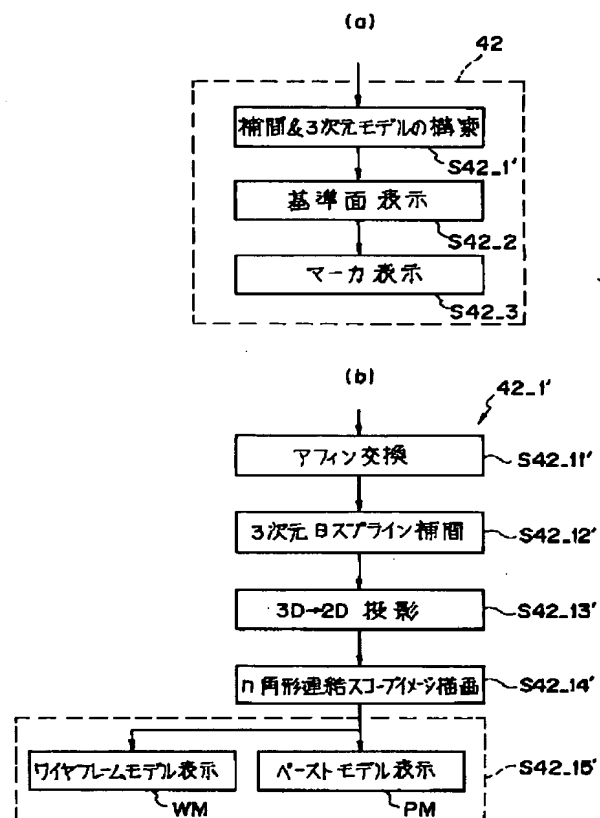 (a)
42
補間&3次元モデルの構築
S42_1'
基準面表示
S42_2
マーカ表示
S42_3
(b)
42_1'
アフィン交換
S42_11'
3次元Bスプライン補間
S42_12'
3D→2D 投影
S42_13'
n角形連結スコープイメージ描画
S42_14'
ワイヤフレームモデル表示
ペーストモデル表示
S42_15'
WM
PM